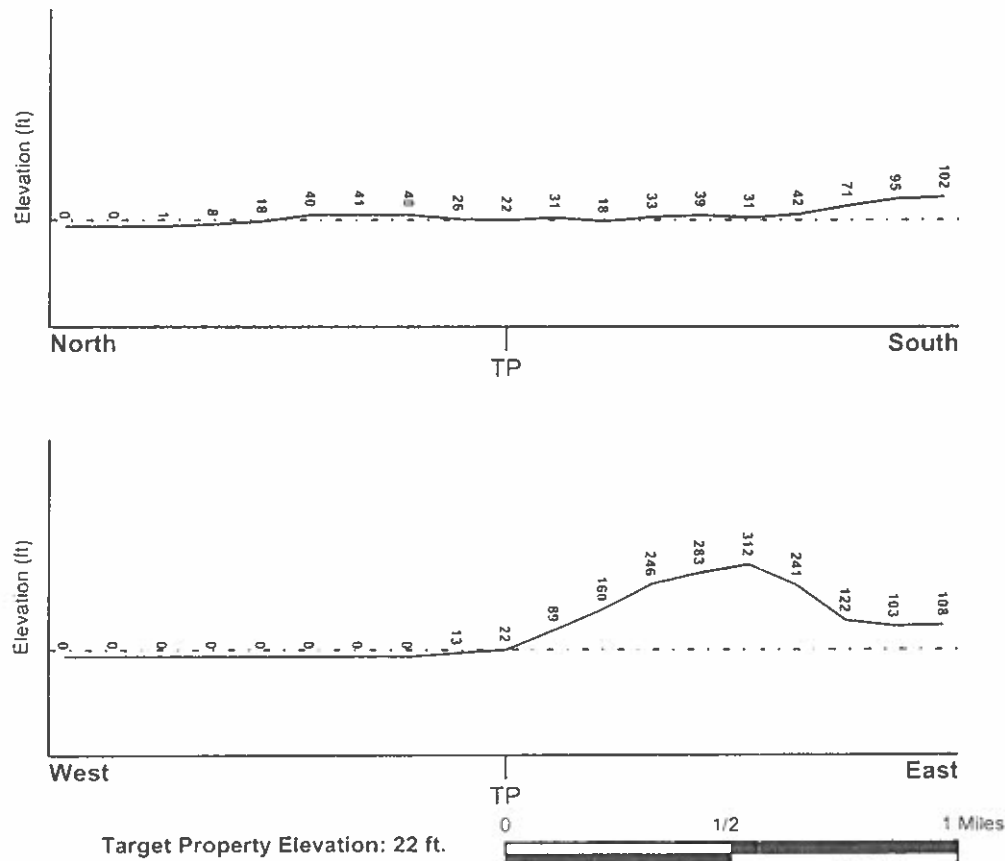 Elevation (ft)
0 0 1 8 18 40 41 25 22 31 18 33 39 31 42 71 95 102
North South
TP
Elevation (ft)
0 0 0 0 0 0 0 0 13 22 89 160 246 283 312 241 122 103 108
West East
TP
Target Property Elevation: 22 ft.
0 1/2 1 Miles